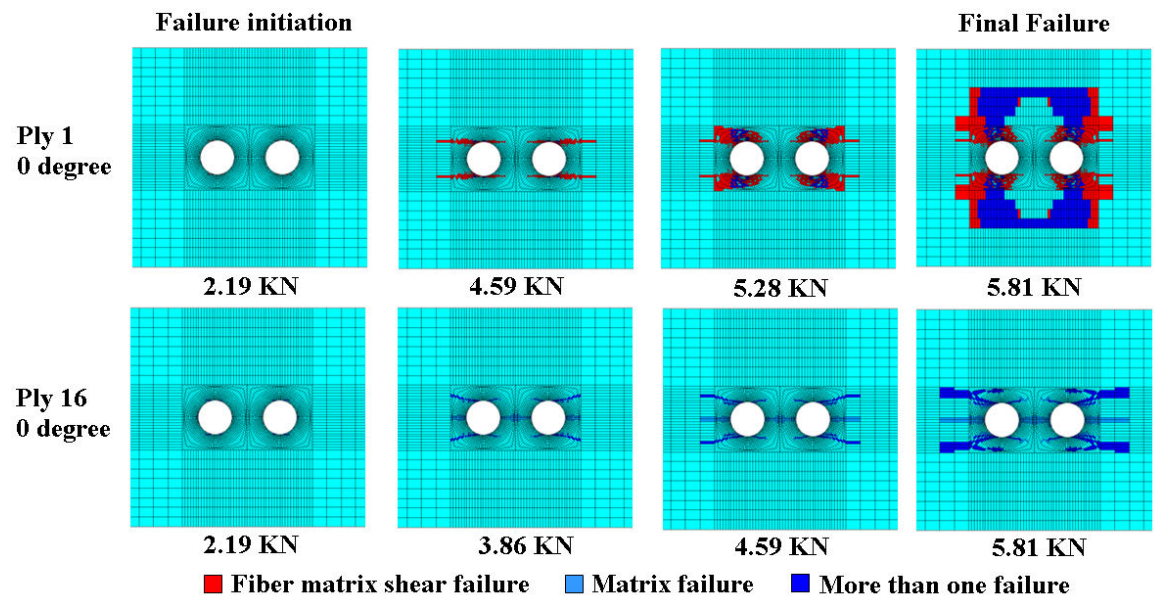 Failure initiation
Final Failure
Ply 1
0 degree
2.19 KN
4.59 KN
5.28 KN
5.81 KN
Ply 16
0 degree
2.19 KN
3.86 KN
4.59 KN
5.81 KN
Fiber matrix shear failure
Matrix failure
More than one failure